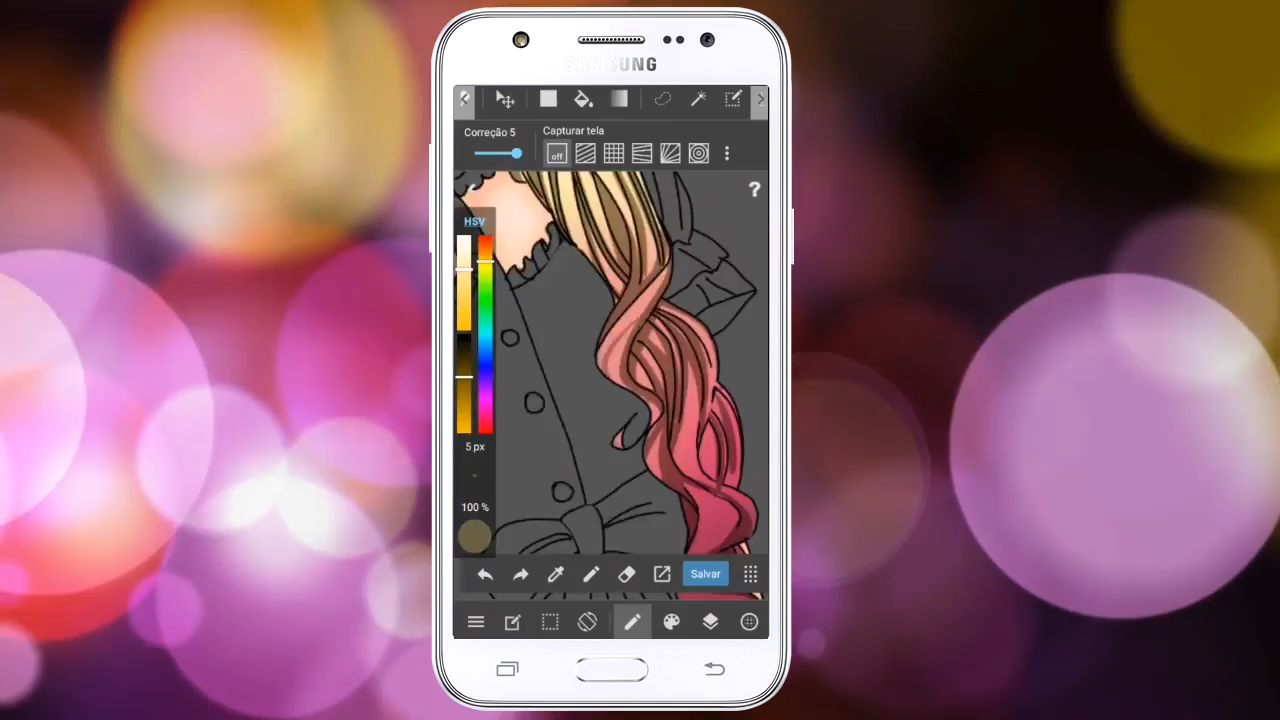 SAMSUNG
Correção 5
Capturar tela
off
?
HSV
5 px
100 %
Salvar